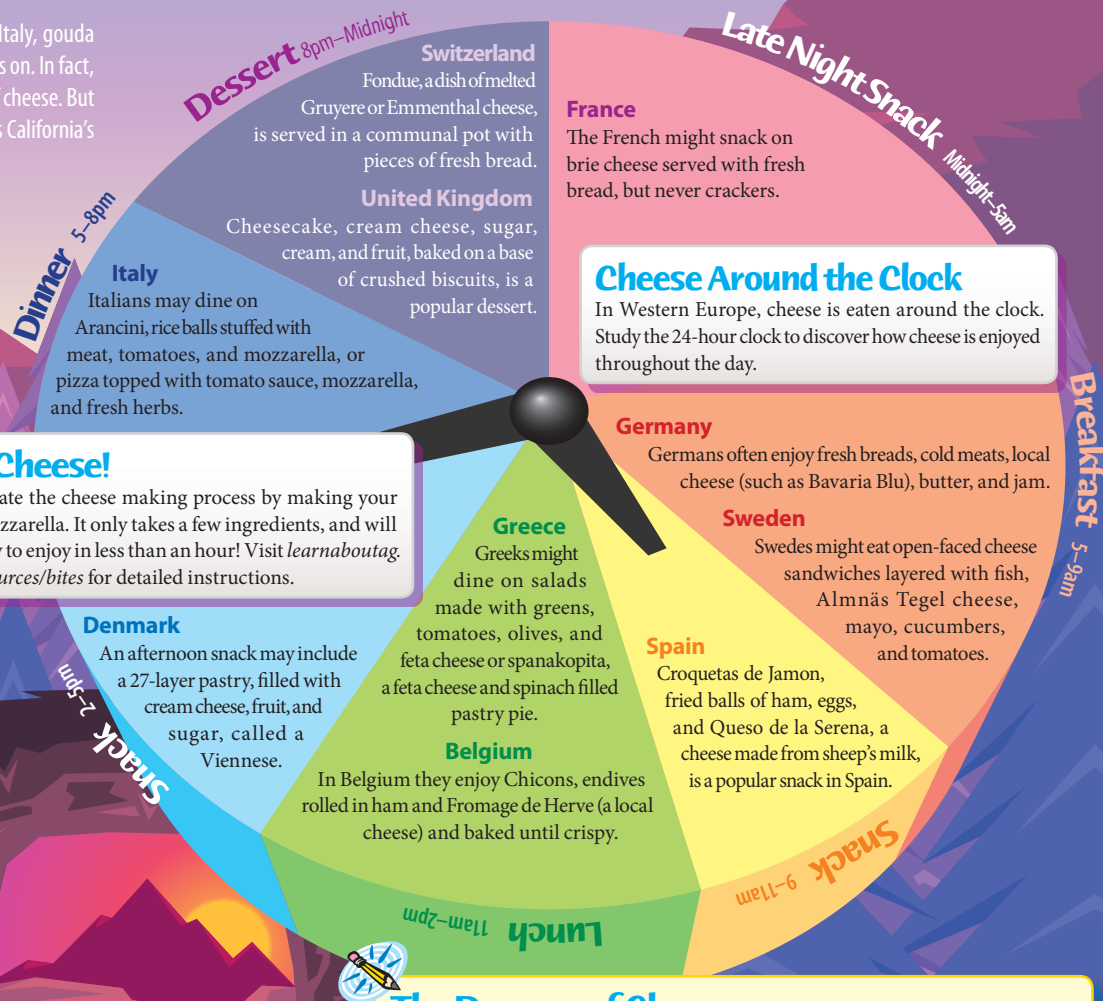 Italy, gouda
s on. In fact,
cheese. But
s California's
Dessert 8pm–Midnight
Switzerland
Fondue, a dish of melted
Gruyere or Emmenthal cheese,
is served in a communal pot with
pieces of fresh bread.
United Kingdom
Cheesecake, cream cheese, sugar,
cream, and fruit, baked on a base
of crushed biscuits, is a
popular dessert.
Late Night Snack Midnight–5am
France
The French might snack on
brie cheese served with fresh
bread, but never crackers.
Cheese Around the Clock
In Western Europe, cheese is eaten around the clock.
Study the 24-hour clock to discover how cheese is enjoyed
throughout the day.
Dinner 5–8pm
Italy
Italians may dine on
Arancini, rice balls stuffed with
meat, tomatoes, and mozzarella, or
pizza topped with tomato sauce, mozzarella,
and fresh herbs.
Breakfast 5–9am
Germany
Germans often enjoy fresh breads, cold meats, local
cheese (such as Bavaria Blu), butter, and jam.
Sweden
Swedes might eat open-faced cheese
sandwiches layered with fish,
Almnäs Tegel cheese,
mayo, cucumbers,
and tomatoes.
Cheese!
ate the cheese making process by making your
zzarella. It only takes a few ingredients, and will
to enjoy in less than an hour! Visit learnaboutag.
urces/bites for detailed instructions.
Greece
Greeks might
dine on salads
made with greens,
tomatoes, olives, and
feta cheese or spanakopita,
a feta cheese and spinach filled
pastry pie.
Belgium
In Belgium they enjoy Chicons, endives
rolled in ham and Fromage de Herve (a local
cheese) and baked until crispy.
Lunch 11am–2pm
Spain
Croquetas de Jamon,
fried balls of ham, eggs,
and Queso de la Serena, a
cheese made from sheep's milk,
is a popular snack in Spain.
Snack 9–11am
Denmark
An afternoon snack may include
a 27-layer pastry, filled with
cream cheese, fruit, and
sugar, called a
Viennese.
Snack 2–5pm